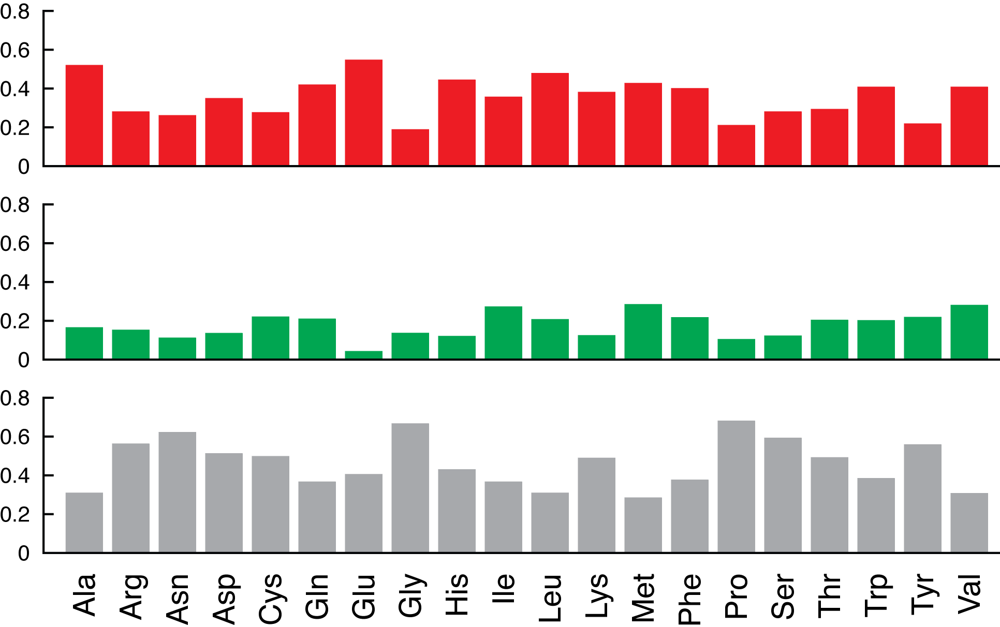 0.8
0.6
0.4
0.2
0
0.8
0.6
0.4
0.2
0
0.8
0.6
0.4
0.2
0
Ala
Arg
Asn
Asp
Cys
Gln
Glu
Gly
His
Ile
Leu
Lys
Met
Phe
Pro
Ser
Thr
Trp
Tyr
Val